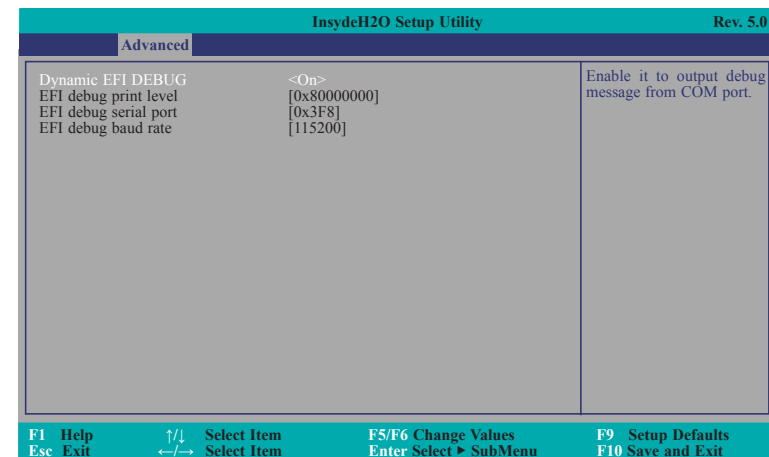 InsydeH2O Setup Utility Rev. 5.0
Advanced
Dynamic EFI DEBUG <On>
EFI debug print level [0x80000000]
EFI debug serial port [0x3F8]
EFI debug baud rate [115200]
Enable it to output debug
message from COM port.
F1 Help ↑/↓ Select Item F5/F6 Change Values F9 Setup Defaults
Esc Exit ←/→ Select Item Enter Select ▶ SubMenu F10 Save and Exit